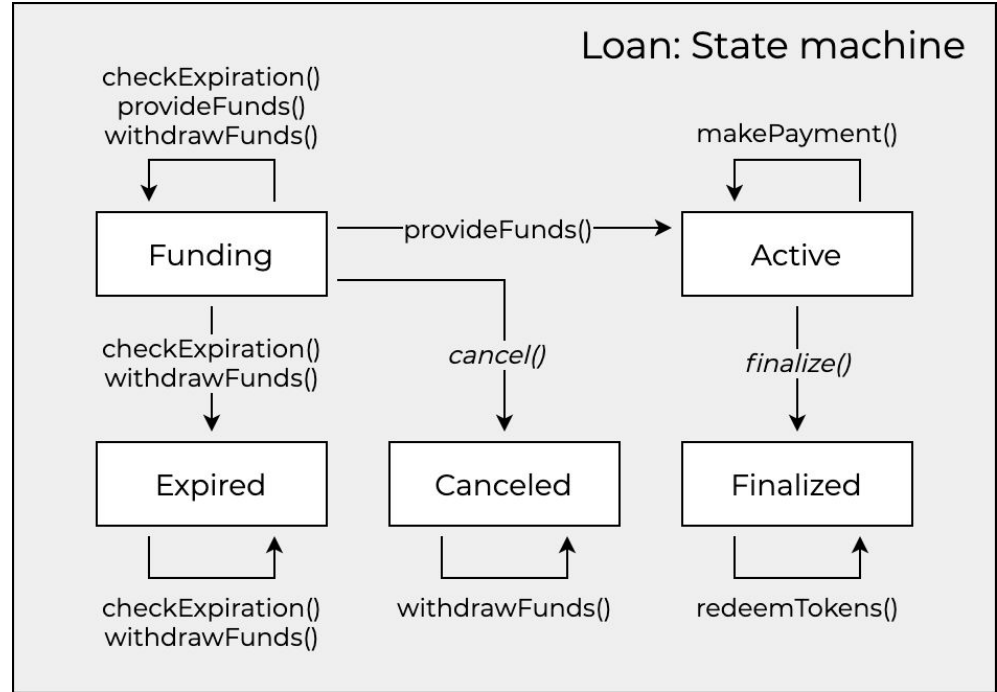 Loan: State machine
checkExpiration()
provideFunds()
withdrawFunds()
makePayment()
Funding
provideFunds()
Active
checkExpiration()
withdrawFunds()
cancel()
finalize()
Expired
Canceled
Finalized
checkExpiration()
withdrawFunds()
withdrawFunds()
redeemTokens()